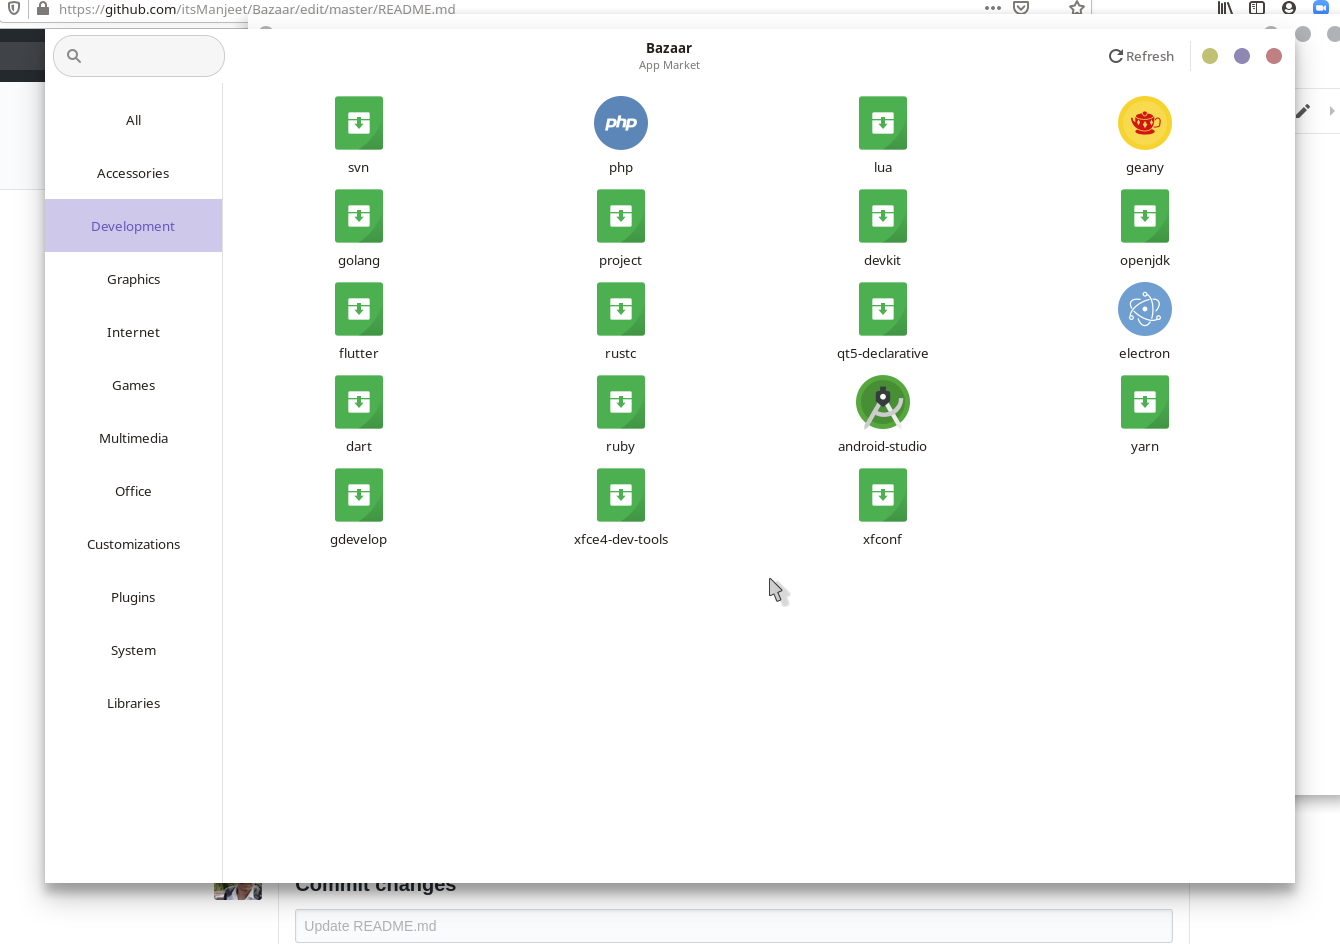 https://github.com/itsManjeet/Bazaar/edit/master/README.md
Bazaar
App Market
Refresh
All
Accessories
Development
Graphics
Internet
Games
Multimedia
Office
Customizations
Plugins
System
Libraries
php
svn php lua geany
golang project devkit openjdk
flutter rustc qt5-declarative electron
dart ruby android-studio yarn
gdevelop xfce4-dev-tools xfconf
Commit changes
Update README.md